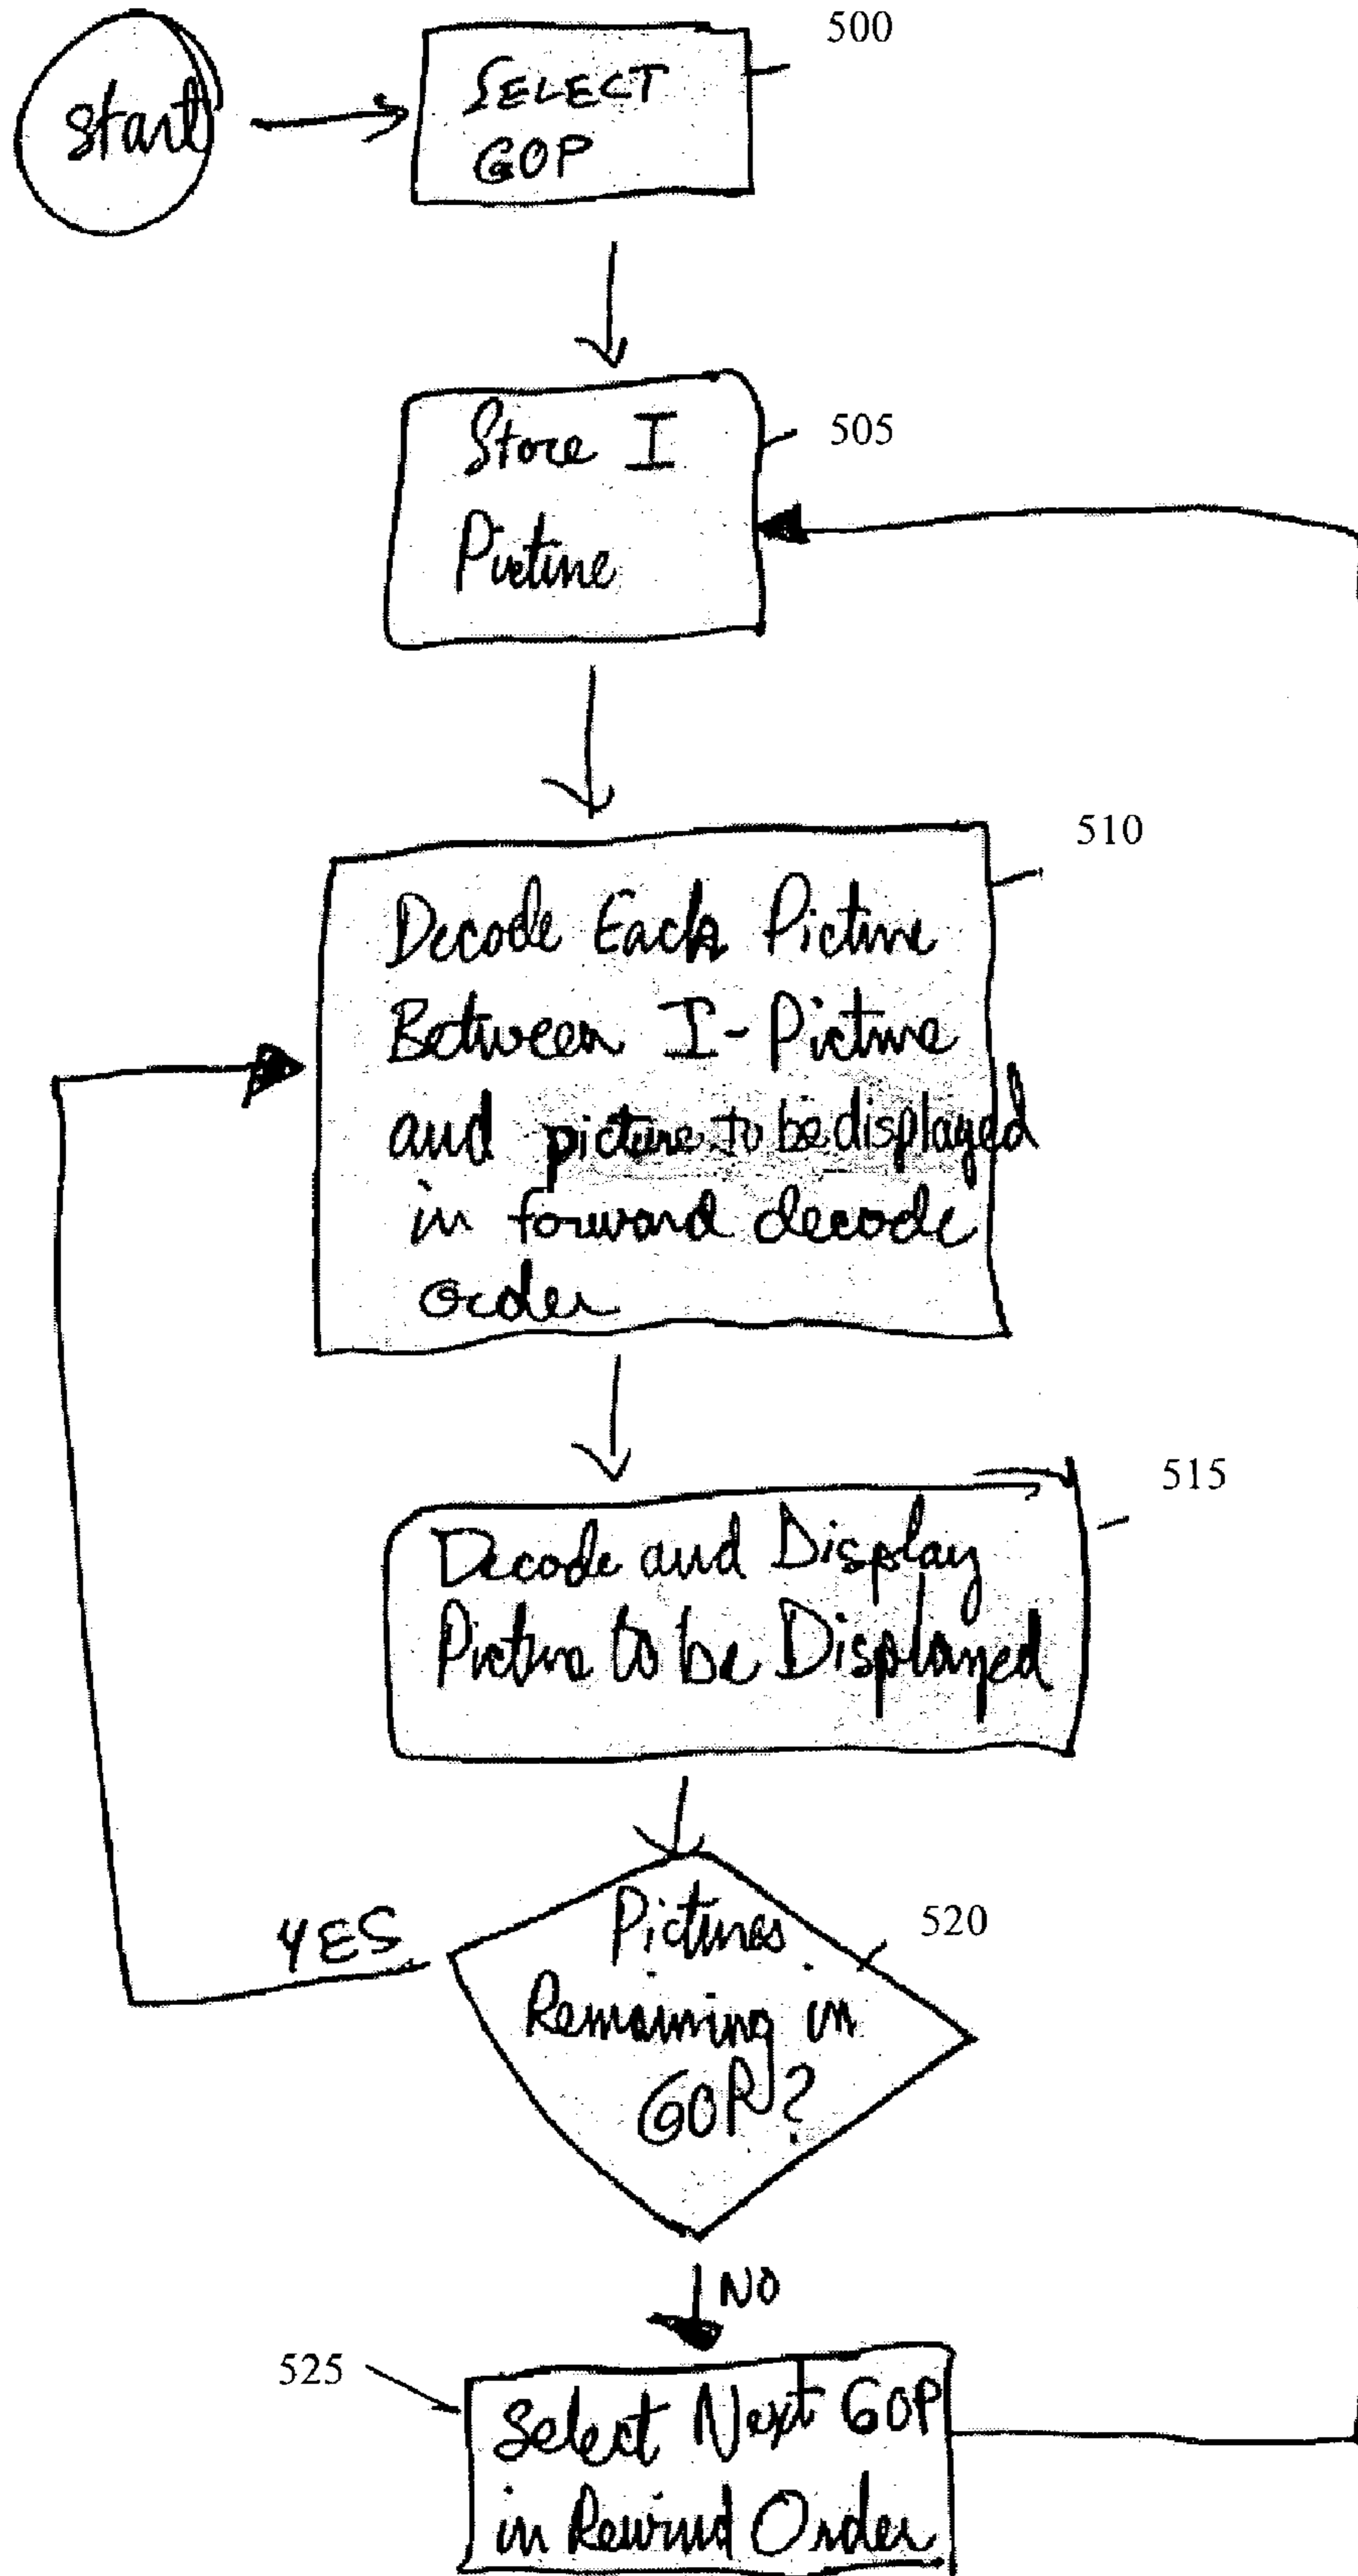 start
SELECT
GOP
500
Store I
Picture
505
Decode Each Picture
Between I-Picture
and picture to be displayed
in forward decode
order
510
Decode and Display
Picture to be Displayed
515
Pictures
Remaining in
GOP?
520
YES
NO
525
Select Next GOP
in Rewind Order